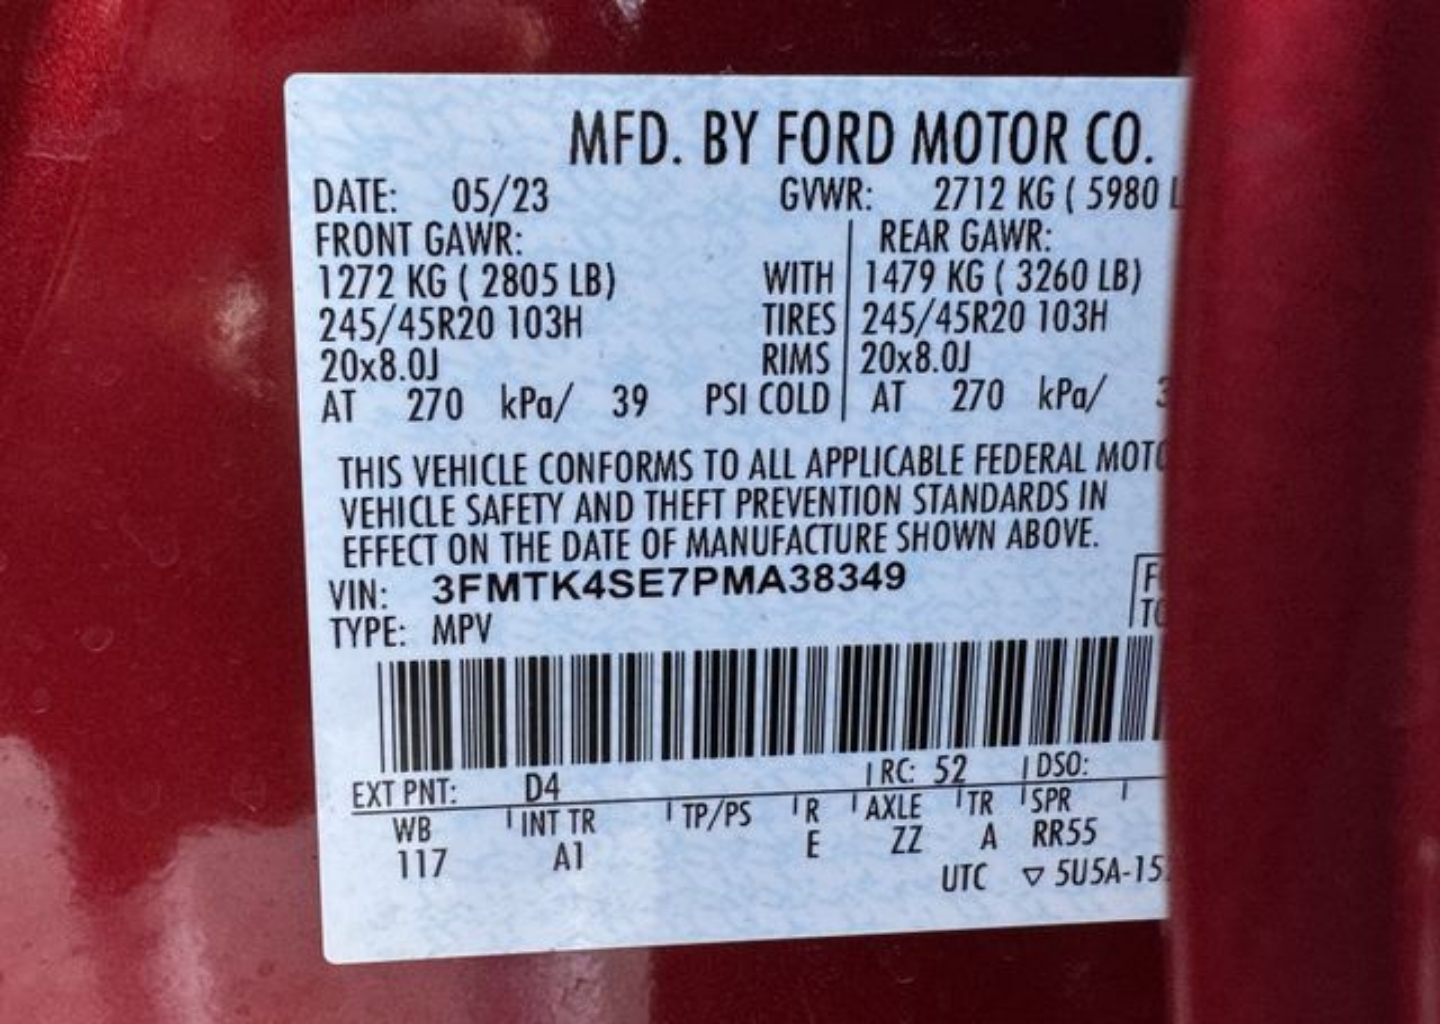 MFD. BY FORD MOTOR CO.
DATE: 05/23 GVWR: 2712 KG ( 5980
FRONT GAWR: REAR GAWR:
1272 KG ( 2805 LB) WITH 1479 KG ( 3260 LB)
245/45R20 103H TIRES 245/45R20 103H
20x8.0J RIMS 20x8.0J
AT 270 kPa/ 39 PSI COLD AT 270 kPa/
THIS VEHICLE CONFORMS TO ALL APPLICABLE FEDERAL
VEHICLE SAFETY AND THEFT PREVENTION STANDARDS IN
EFFECT ON THE DATE OF MANUFACTURE SHOWN ABOVE.
VIN: 3FMTK4SE7PMA38349
TYPE: MPV
EXT PNT: D4 RC: 52 DSO:
WB INT TR TP/PS R AXLE TR SPR
117 A1 E ZZ A RR55
UTC ▽ 5U5A-15